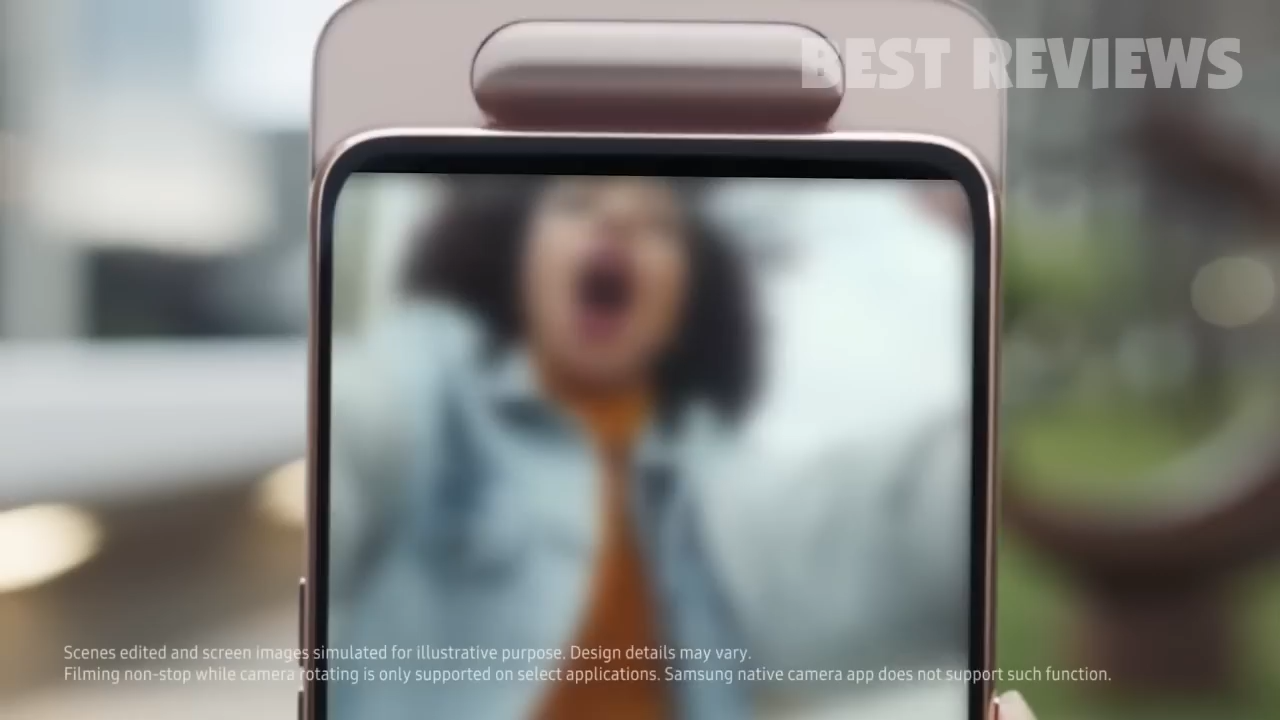 BEST REVIEWS
Scenes edited and screen images simulated for illustrative purpose. Design details may vary.
Filming non-stop while camera rotating is only supported on select applications. Samsung native camera app does not support such function.